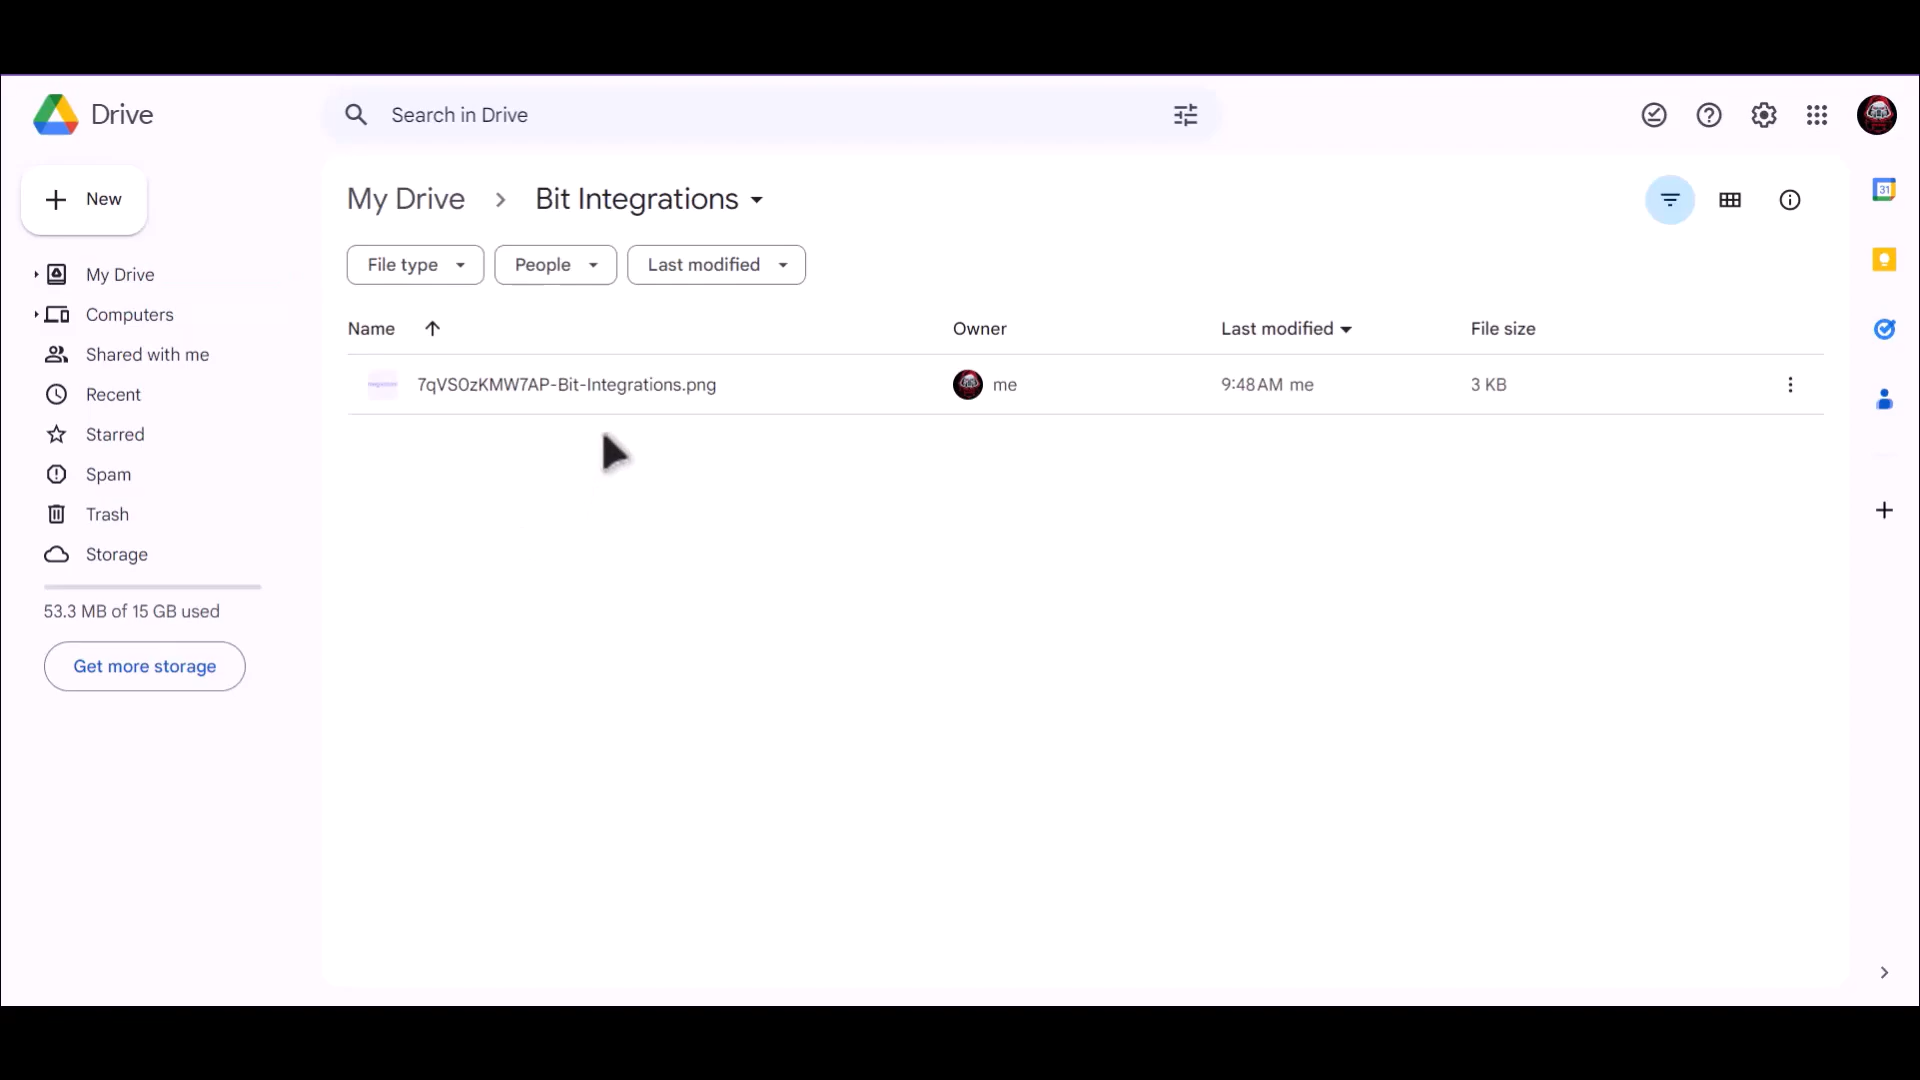 Drive
Search in Drive
New
My Drive
Computers
Shared with me
Recent
Starred
Spam
Trash
Storage
53.3 MB of 15 GB used
Get more storage
My Drive > Bit Integrations
File type People Last modified
Name Owner Last modified File size
7qVS0zKMW7AP-Bit-Integrations.png me 9:48 AM me 3 KB
31